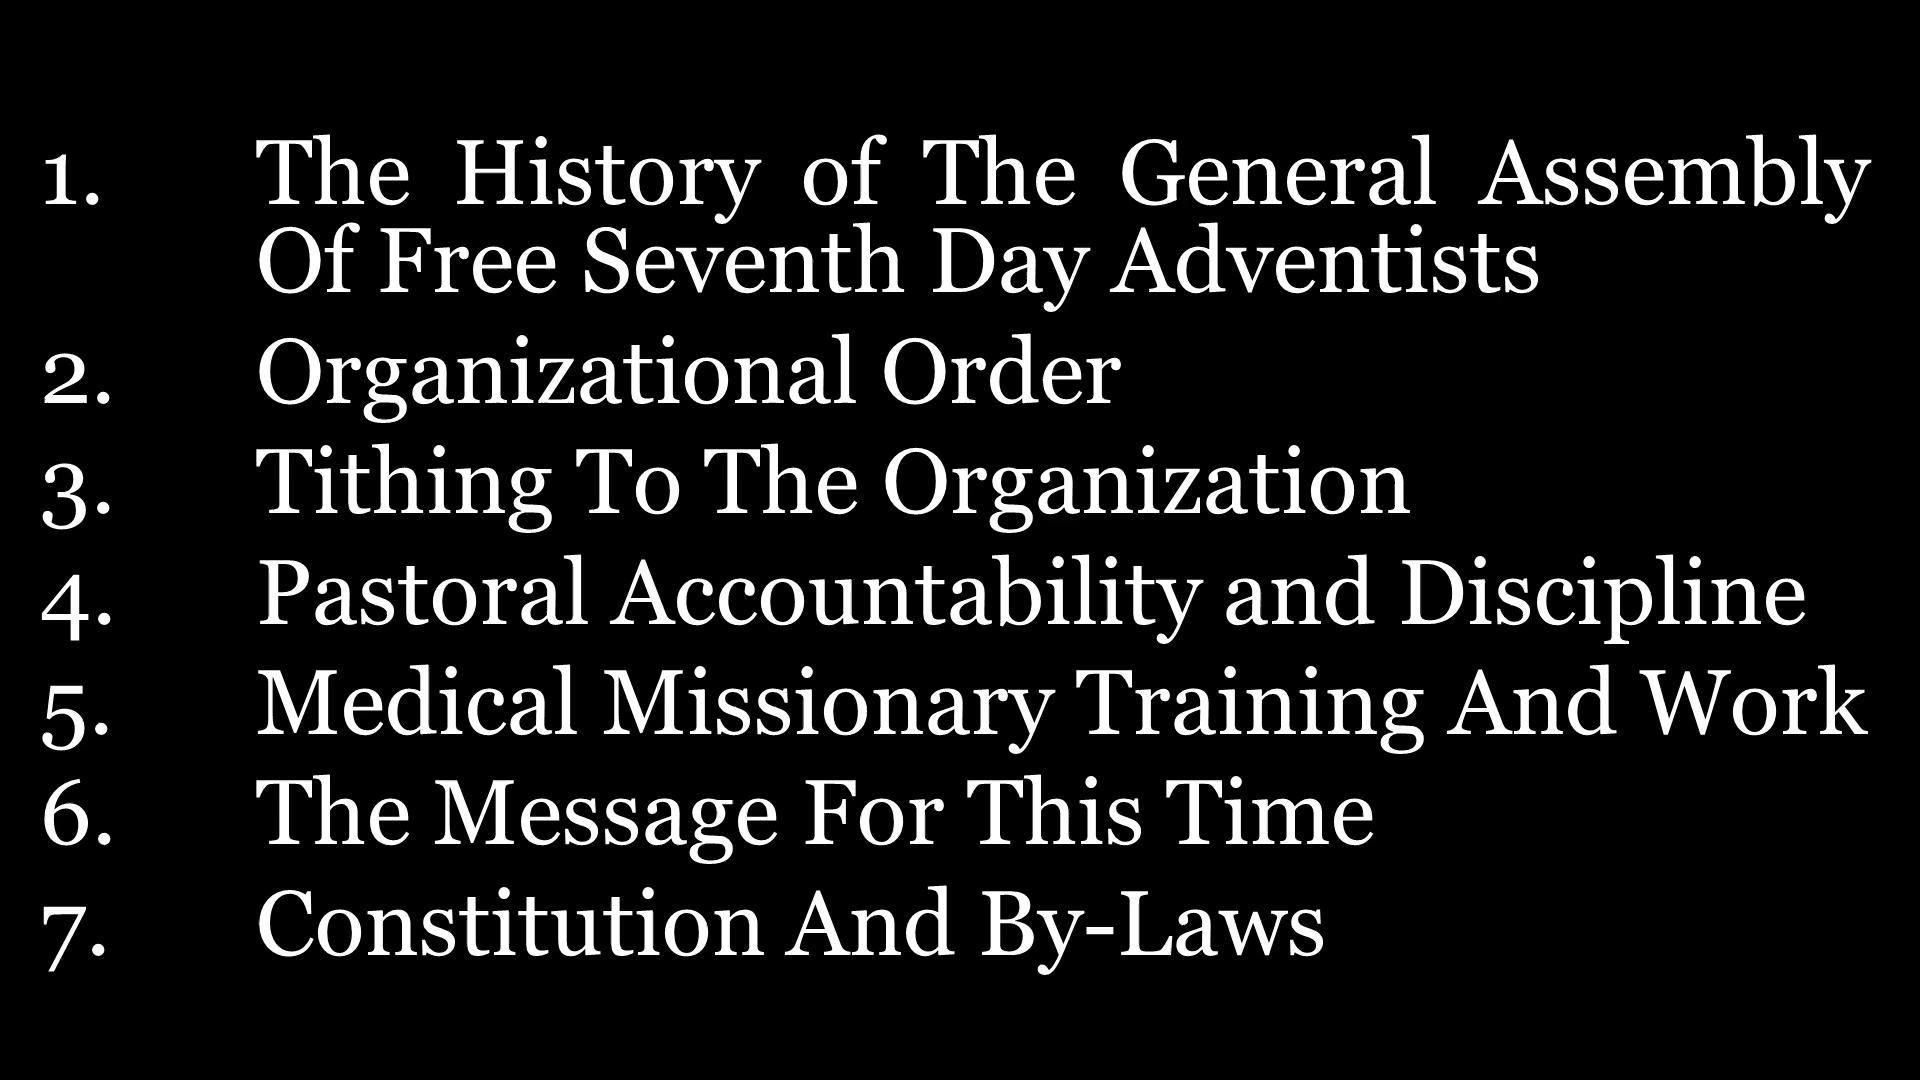 1. The History of The General Assembly
Of Free Seventh Day Adventists
2. Organizational Order
3. Tithing To The Organization
4. Pastoral Accountability and Discipline
5. Medical Missionary Training And Work
6. The Message For This Time
7. Constitution And By-Laws